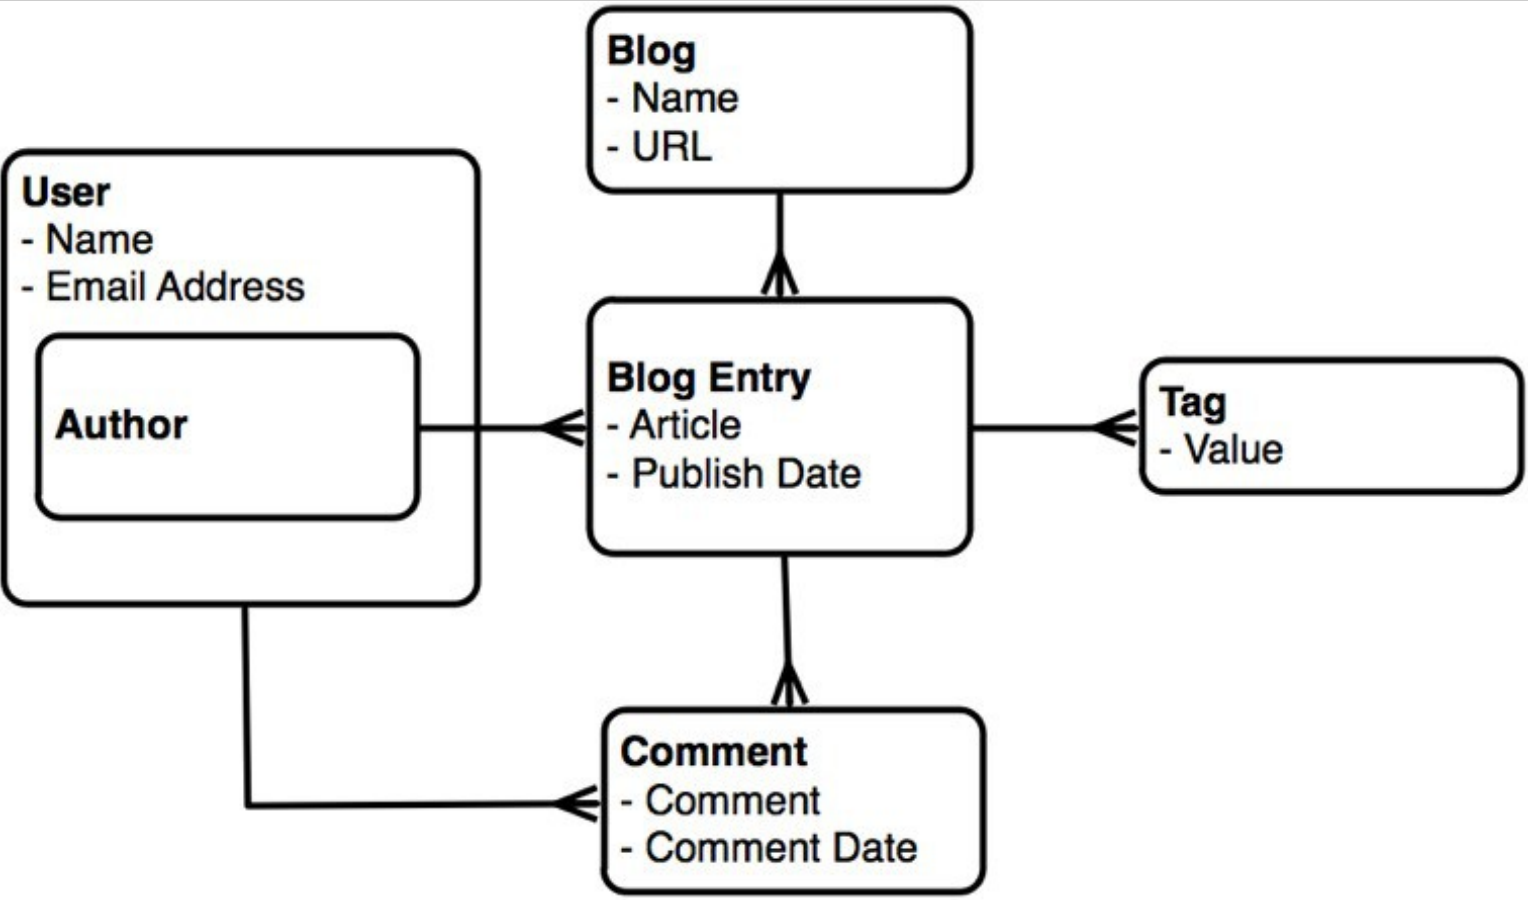 Blog
- Name
- URL
User
- Name
- Email Address
Author
Blog Entry
- Article
- Publish Date
Tag
- Value
Comment
- Comment
- Comment Date